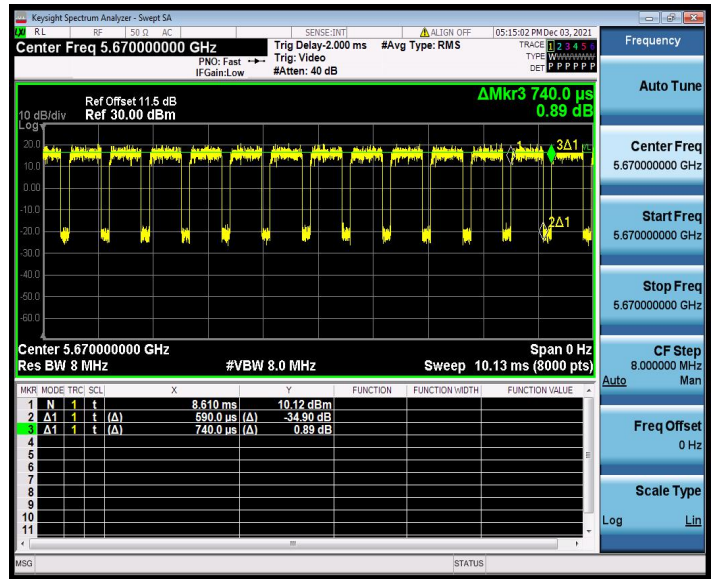 Keysight Spectrum Analyzer - Swept SA
LXI RL RF 50 Ω AC SENSE:INT ALIGN OFF 05:15:02 PM Dec 03, 2021
Center Freq 5.670000000 GHz
PNO: Fast
IFGain:Low
Trig Delay-2.000 ms
Trig: Video
#Atten: 40 dB
#Avg Type: RMS
TRACE 1 2 3 4 5 6
TYPE W
DET P P P P P P
Frequency
ΔMkr3 740.0 µs
0.89 dB
Ref Offset 11.5 dB
10 dB/div Ref 30.00 dBm
Log
20.0
10.0
0.00
-10.0
-20.0
-30.0
-40.0
-50.0
-60.0
1
3Δ1
2Δ1
Center 5.670000000 GHz Span 0 Hz
Res BW 8 MHz #VBW 8.0 MHz Sweep 10.13 ms (8000 pts)
MKR MODE TRC SCL X Y FUNCTION FUNCTION WIDTH FUNCTION VALUE
1 N 1 t 8.610 ms 10.12 dBm
2 Δ1 1 t (Δ) 590.0 µs (Δ) -34.90 dB
3 Δ1 1 t (Δ) 740.0 µs (Δ) 0.89 dB
4
5
6
7
8
9
10
11
MSG STATUS
Auto Tune
Center Freq
5.670000000 GHz
Start Freq
5.670000000 GHz
Stop Freq
5.670000000 GHz
CF Step
8.000000 MHz
Auto Man
Freq Offset
0 Hz
Scale Type
Log Lin